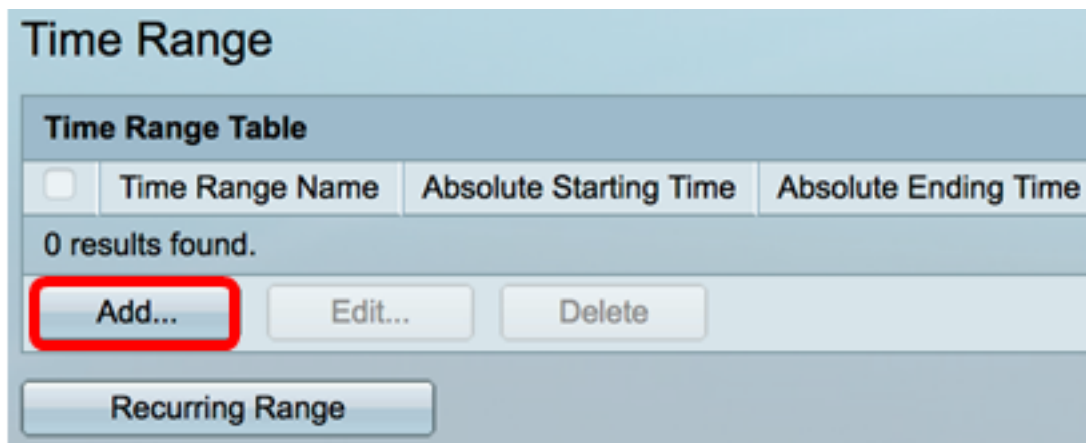 Time Range
Time Range Table
Time Range Name Absolute Starting Time Absolute Ending Time
0 results found.
Add... Edit... Delete
Recurring Range